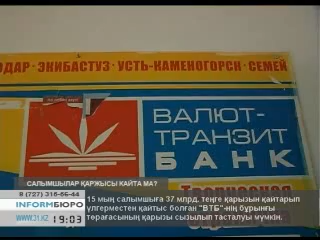 ОДАР·ЭКИБАСТУЗ·УСТЬ-КАМЕНОГОРСК·СЕМЕЙ
ВАЛЮТ-
ТРАНЗИТ
БАНК
САЛЫМШЫЛАР ҚАРЖЫСЫ ҚАЙТА МА?
8 (727) 315-56-44
INFORMБЮРО
WWW.31.KZ 19:03
15 мың салымшыға 37 млрд. теңге қарызын қайтарып
үлгерместен қайтыс болған "ВТБ"-нің бұрынғы
төрағасының қарызы сызылып тасталуы мүмкін.